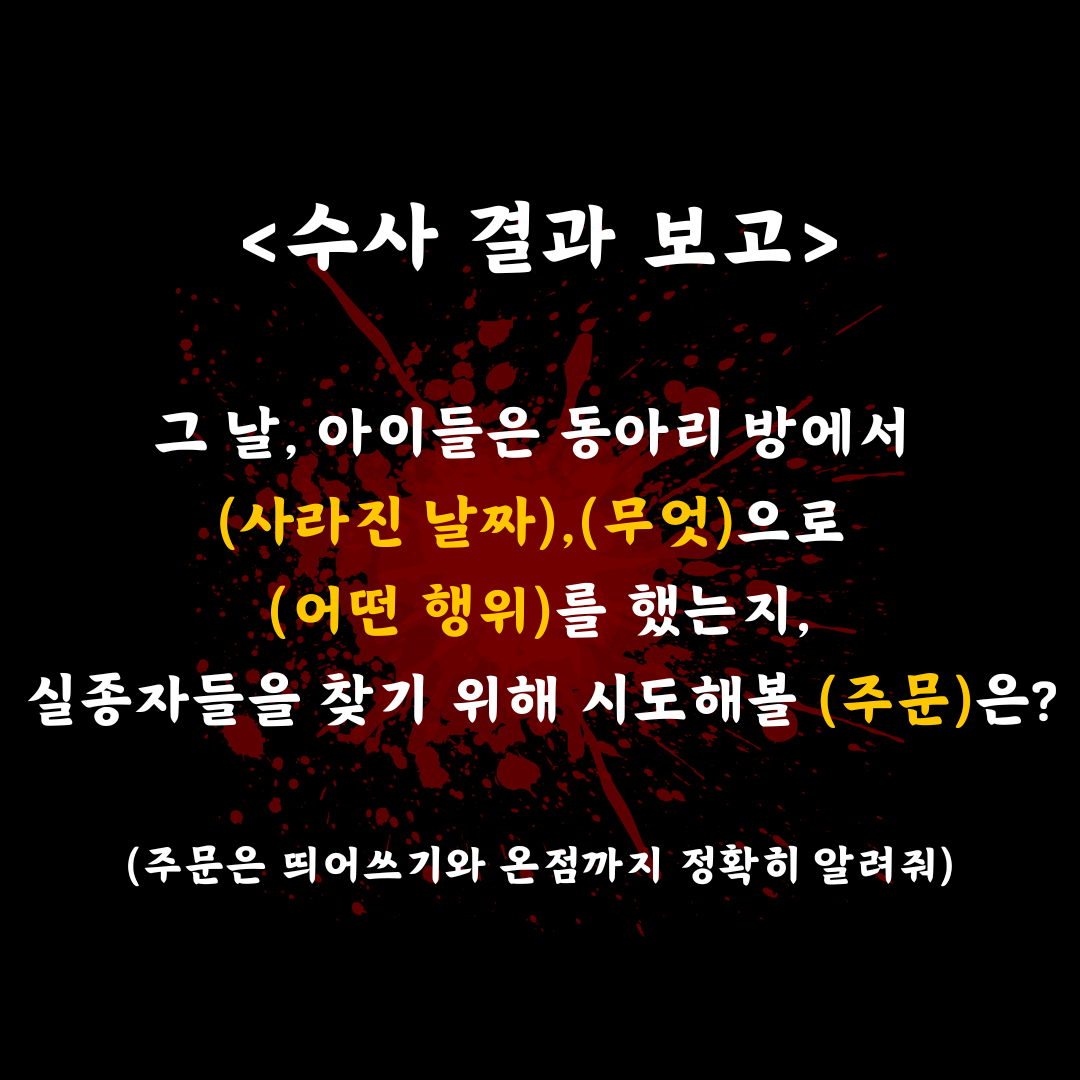 <수사 결과 보고>
그 날, 아이들은 동아리 방에서
(사라진 날짜),(무엇)으로
(어떤 행위)를 했는지,
실종자들을 찾기 위해 시도해볼 (주문)은?
(주문은 띄어쓰기와 온점까지 정확히 알려줘)